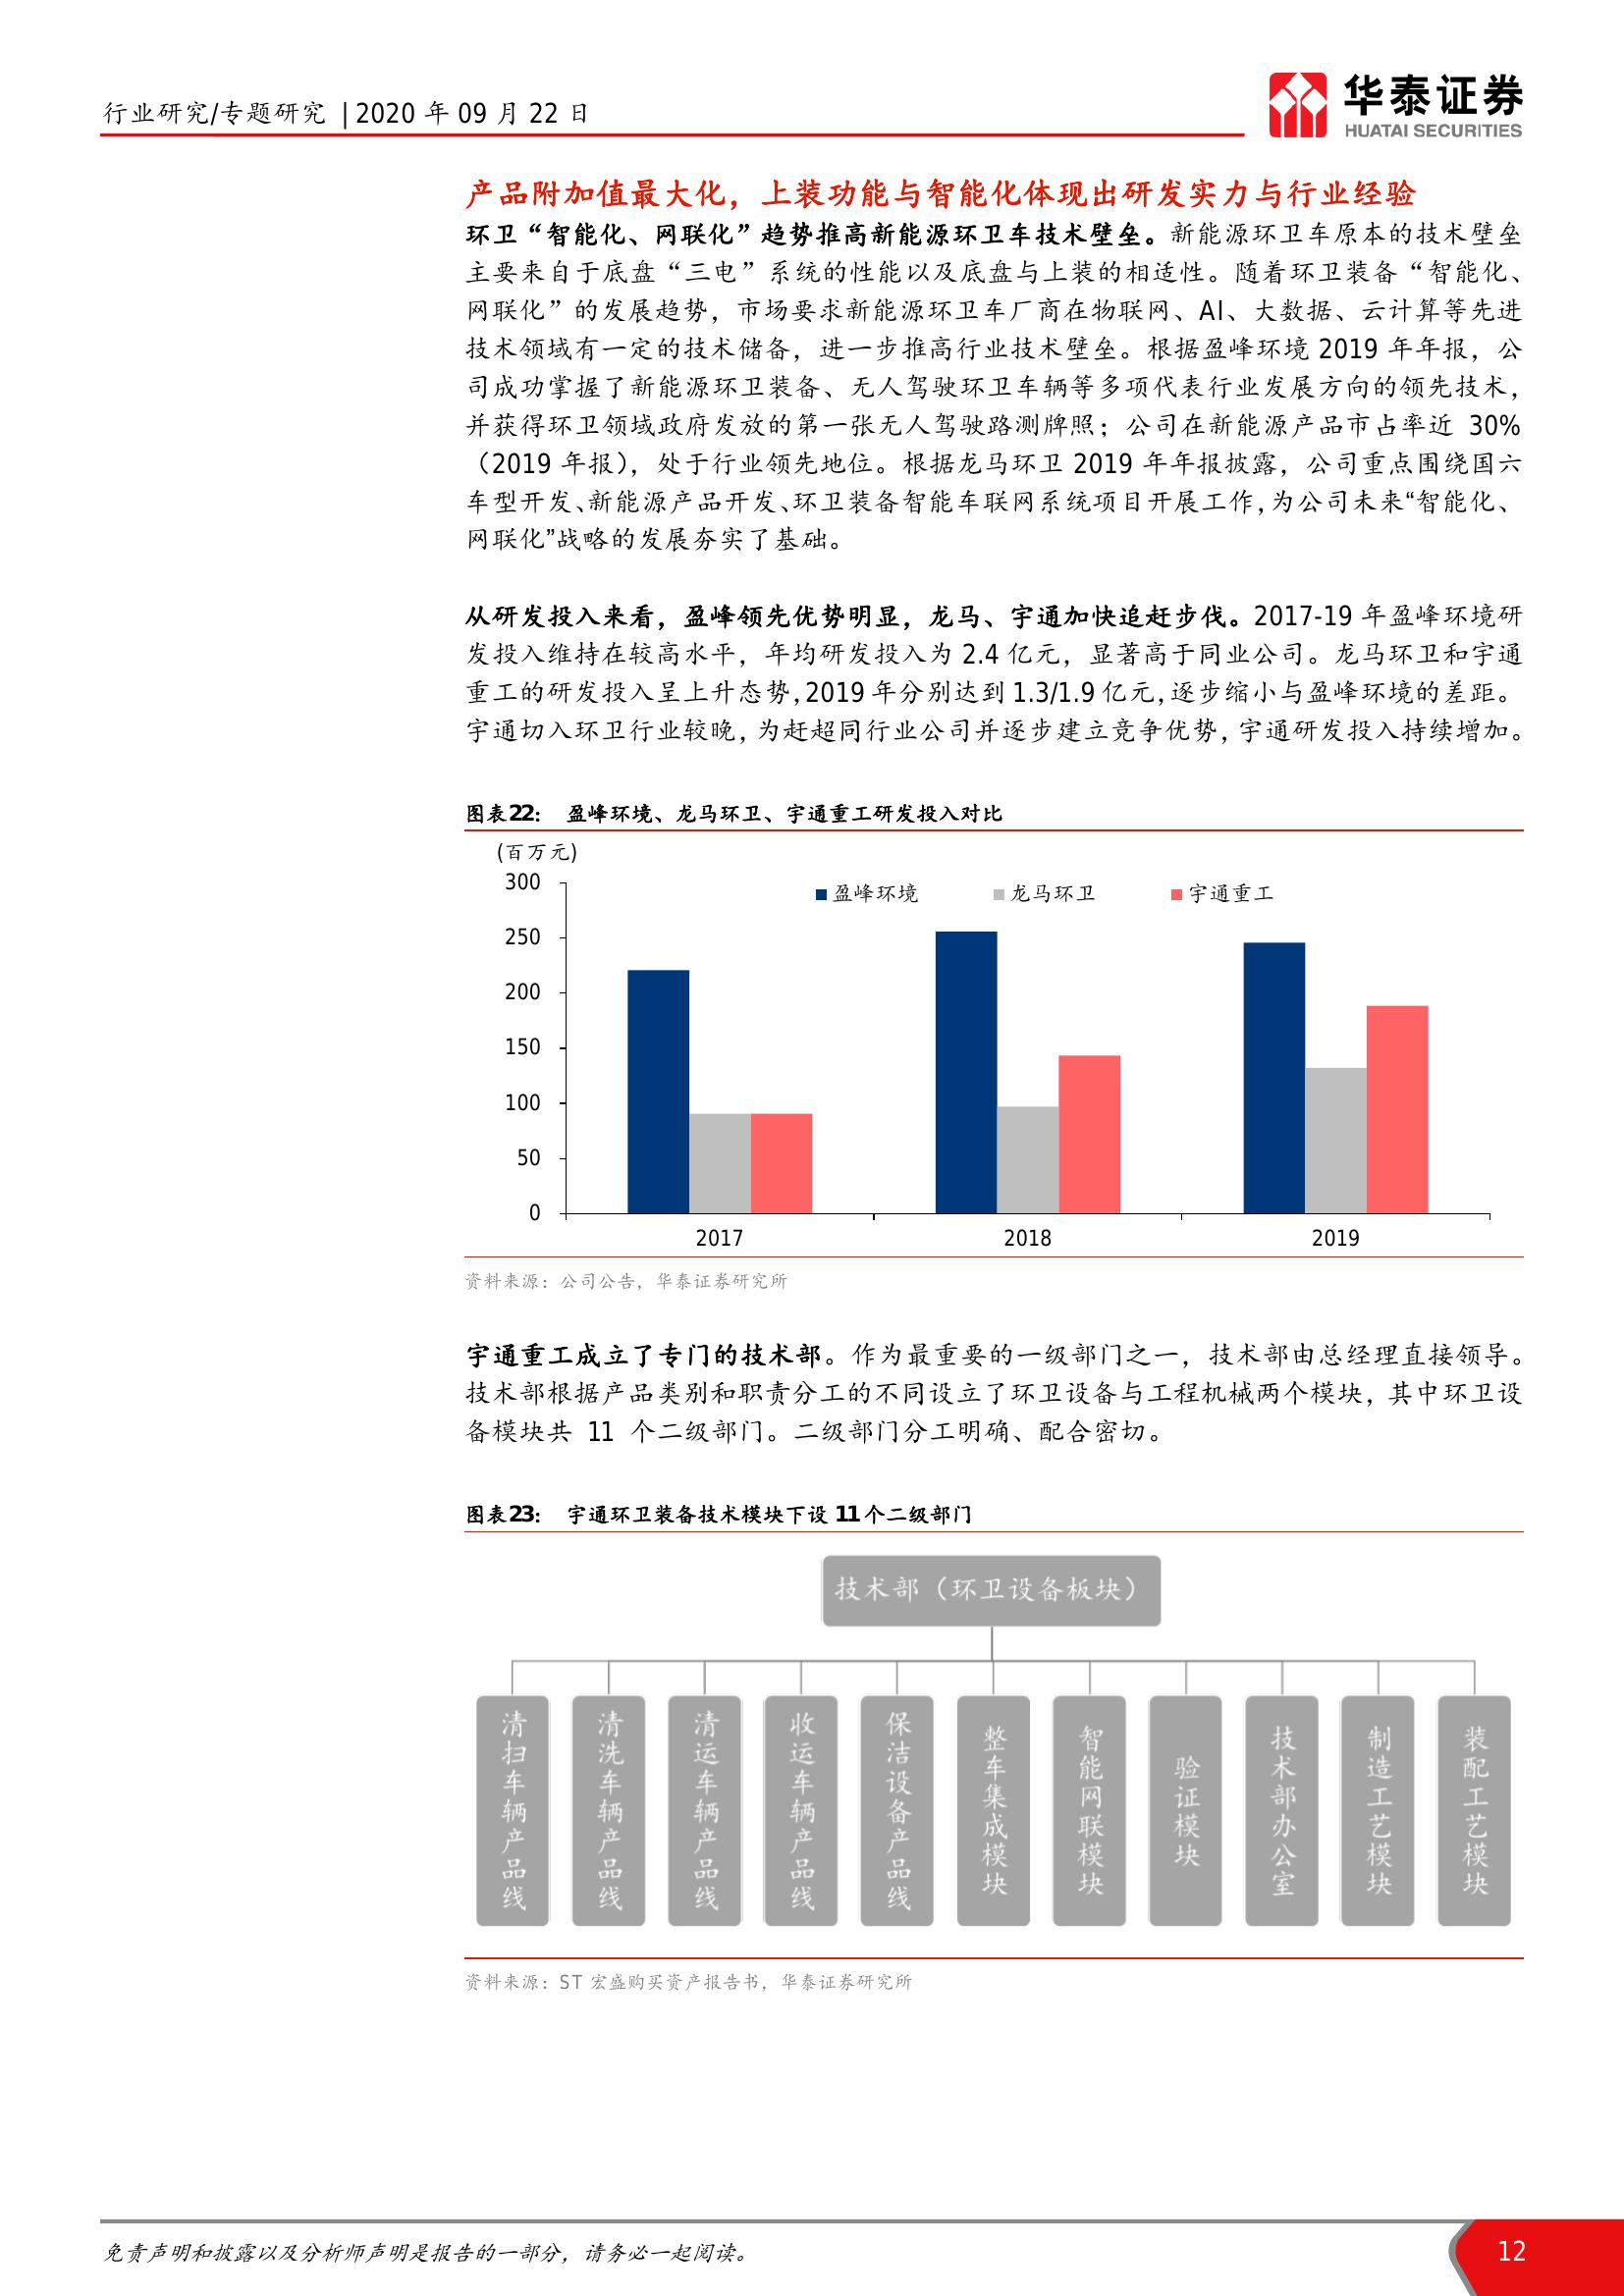 行业研究/专题研究 | 2020 年 09 月 22 日
华泰证券
HUATAI SECURITIES
产品附加值最大化，上装功能与智能化体现出研发实力与行业经验
环卫“智能化、网联化”趋势推高新能源环卫车技术壁垒。新能源环卫车原本的技术壁垒
主要来自于底盘“三电”系统的性能以及底盘与上装的相适性。随着环卫装备“智能化、
网联化”的发展趋势，市场要求新能源环卫车厂商在物联网、AI、大数据、云计算等先进
技术领域有一定的技术储备，进一步推高行业技术壁垒。根据盈峰环境 2019 年年报，公
司成功掌握了新能源环卫装备、无人驾驶环卫车辆等多项代表行业发展方向的领先技术，
并获得环卫领域政府发放的第一张无人驾驶路测牌照；公司在新能源产品市占率近 30%
（2019 年报），处于行业领先地位。根据龙马环卫 2019 年年报披露，公司重点围绕国六
车型开发、新能源产品开发、环卫装备智能车联网系统项目开展工作，为公司未来“智能化、
网联化”战略的发展夯实了基础。
从研发投入来看，盈峰领先优势明显，龙马、宇通加快追赶步伐。2017-19 年盈峰环境研
发投入维持在较高水平，年均研发投入为 2.4 亿元，显著高于同业公司。龙马环卫和宇通
重工的研发投入呈上升态势，2019 年分别达到 1.3/1.9 亿元，逐步缩小与盈峰环境的差距。
宇通切入环卫行业较晚，为赶超同行业公司并逐步建立竞争优势，宇通研发投入持续增加。
图表22： 盈峰环境、龙马环卫、宇通重工研发投入对比
(百万元)
盈峰环境 龙马环卫 宇通重工
300
250
200
150
100
50
0
2017 2018 2019
资料来源：公司公告，华泰证券研究所
宇通重工成立了专门的技术部。作为最重要的一级部门之一，技术部由总经理直接领导。
技术部根据产品类别和职责分工的不同设立了环卫设备与工程机械两个模块，其中环卫设
备模块共 11 个二级部门。二级部门分工明确、配合密切。
图表23： 宇通环卫装备技术模块下设 11 个二级部门
技术部（环卫设备板块）
清扫车辆产品线
清洗车辆产品线
清运车辆产品线
收运车辆产品线
保洁设备产品线
整车集成模块
智能网联模块
验证模块
技术部办公室
制造工艺模块
装配工艺模块
资料来源：ST 宏盛购买资产报告书，华泰证券研究所
免责声明和披露以及分析师声明是报告的一部分，请务必一起阅读。
12